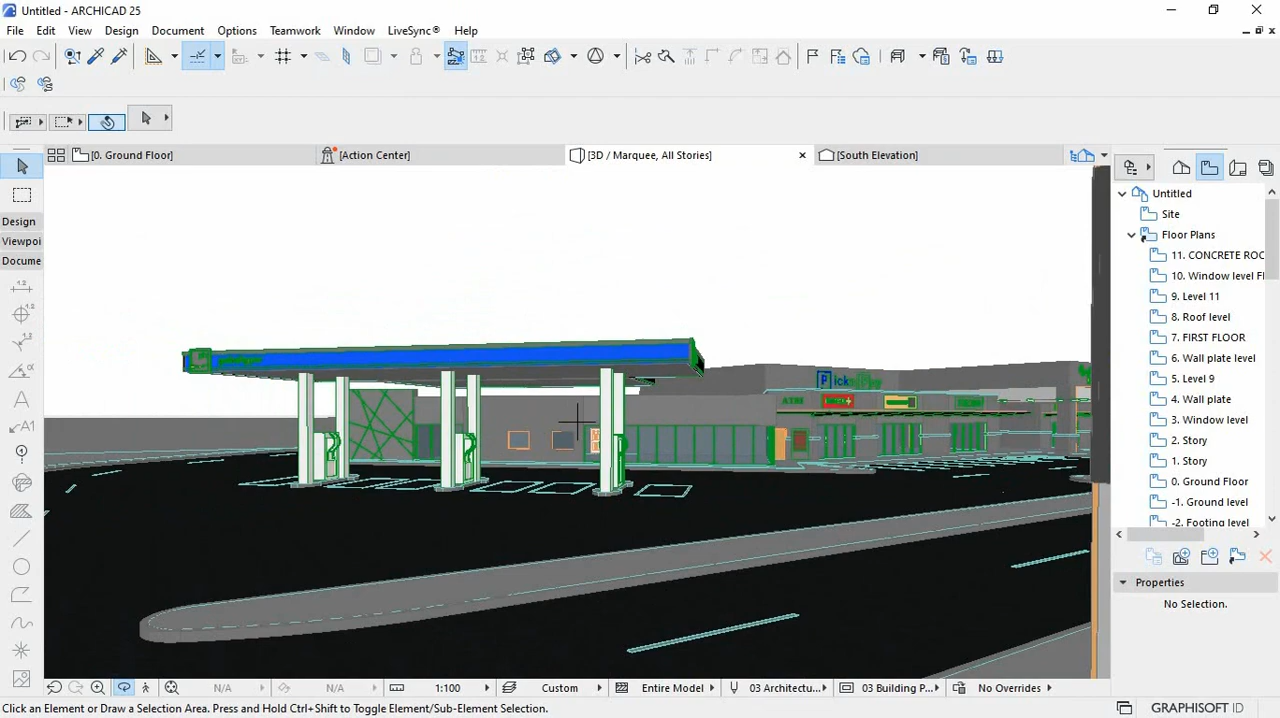 Untitled - ARCHICAD 25
File Edit View Design Document Options Teamwork Window LiveSync® Help
[0. Ground Floor]
[Action Center]
[3D / Marquee, All Stories]
[South Elevation]
Design
Viewpoi
Docume
Untitled
Site
Floor Plans
11. CONCRETE ROC
10. Window level Fl
9. Level 11
8. Roof level
7. FIRST FLOOR
6. Wall plate level
5. Level 9
4. Wall plate
3. Window level
2. Story
1. Story
0. Ground Floor
-1. Ground level
-2. Footing level
Properties
No Selection.
N/A
N/A
1:100
Custom
Entire Model
03 Architectu...
03 Building P...
No Overrides
Click an Element or Draw a Selection Area. Press and Hold Ctrl+Shift to Toggle Element/Sub-Element Selection.
GRAPHISOFT ID